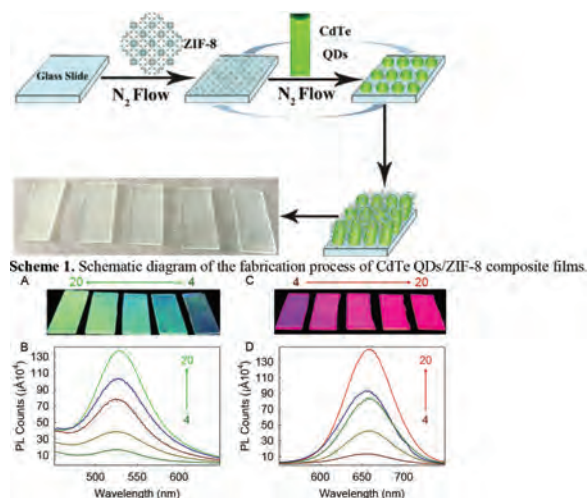 ZIF-8
CdTe
QDs
Glass Slide
N2 Flow
N2 Flow
Scheme 1. Schematic diagram of the fabrication process of CdTe QDs/ZIF-8 composite films.
A
20
4
C
4
20
B
PL Counts (µÅ10⁴)
130
110
90
70
50
30
10
20
4
500
550
600
Wavelength (nm)
D
PL Counts (µÅ10⁴)
130
110
90
70
50
30
10
20
4
600
650
700
Wavelength (nm)